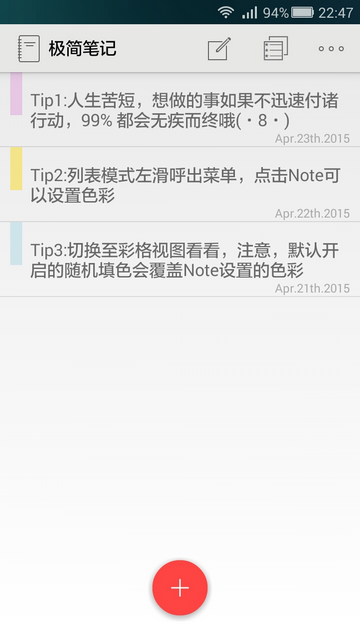 94% 22:47
极简笔记
Tip1:人生苦短，想做的事如果不迅速付诸
行动，99% 都会无疾而终哦(・8・)
Apr.23th.2015
Tip2:列表模式左滑呼出菜单，点击Note可
以设置色彩
Apr.22th.2015
Tip3:切换至彩格视图看看，注意，默认开
启的随机填色会覆盖Note设置的色彩
Apr.21th.2015